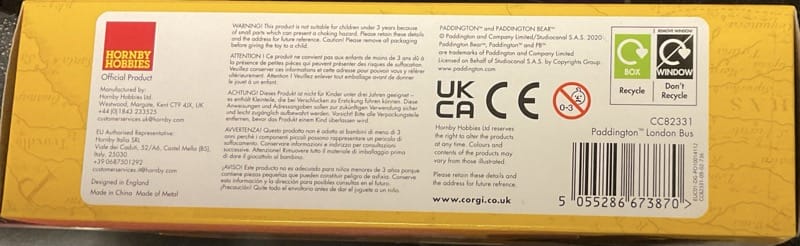 HORNBY
HOBBIES
Official Product
Manufactured by:
Hornby Hobbies Ltd
Westwood, Margate, Kent CT9 4JX, UK
+44 (0)1843 233525
customerservices.uk@hornby.com
EU Authorised Representative:
Hornby Italia SRL
Viale dei Caduti, 52/A6, Castel Mella (BS),
Italy, 25030
+39 0687501292
customerservices.it@hornby.com
Designed in England
Made in China Made of Metal
WARNING! This product is not suitable for children under 3 years because
of small parts which can present a choking hazard. Please retain these details
and the address for future reference. Caution! Please remove all packaging
before giving the toy to a child.
ATTENTION ! Ce produit ne convient pas aux enfants de moins de 3 ans dû à
la présence de petites pièces qui peuvent présenter des risques de suffocation.
Veuillez conserver ces informations et cette adresse pour pouvoir vous y référer
ultérieurement. Attention ! Veuillez enlever tout emballage avant de donner
le jouet à un enfant.
ACHTUNG! Dieses Produkt ist nicht für Kinder unter drei Jahren geeignet –
es enthält Kleinteile, die bei Verschlucken zu Erstickung führen können. Diese
Anweisungen und Adressangaben sollen zur zukünftigen Verwendung sicher
und leicht zugänglich aufbewahrt werden. Vorsicht! Bitte alle Verpackungsteile
entfernen, bevor das Produkt einem Kind überlassen wird.
AVVERTENZA! Questo prodotto non è adatto ai bambini di meno di 3
anni perché i componenti piccoli possono rappresentare un pericolo di
soffocamento. Conservare informazioni e indirizzo per consultazioni
successive. Attenzione! Rimuovere tutto il materiale di imballaggio prima
di dare il giocattolo al bambino.
¡AVISO! Este producto no es adecuado para niños menores de 3 años porque
contiene piezas pequeñas que pueden constituir peligro de asfixia. Conserve
esta información y la dirección para posibles consultas en el futuro.
¡Precaución! Quite todo el envoltorio antes de dar el juguete a un niño.
PADDINGTON™ and PADDINGTON BEAR™
© Paddington and Company Limited/Studiocanal S.A.S. 2020
Paddington Bear™, Paddington™ and PB™
are trademarks of Paddington and Company Limited
Licensed on Behalf of Studiocanal S.A.S. by Copyrights Group
www.paddington.com
UK
CA
CE
0-3
Hornby Hobbies Ltd reserves
the right to alter the products
at any time. Colours and
contents of the products may
vary from those illustrated.
Please retain these details and
the address for future refrence.
www.corgi.co.uk
BOX
Recycle
REMOVE WINDOW
WINDOW
Don't
Recycle
CC82331
Paddington™ London Bus
5 055286 673870 >